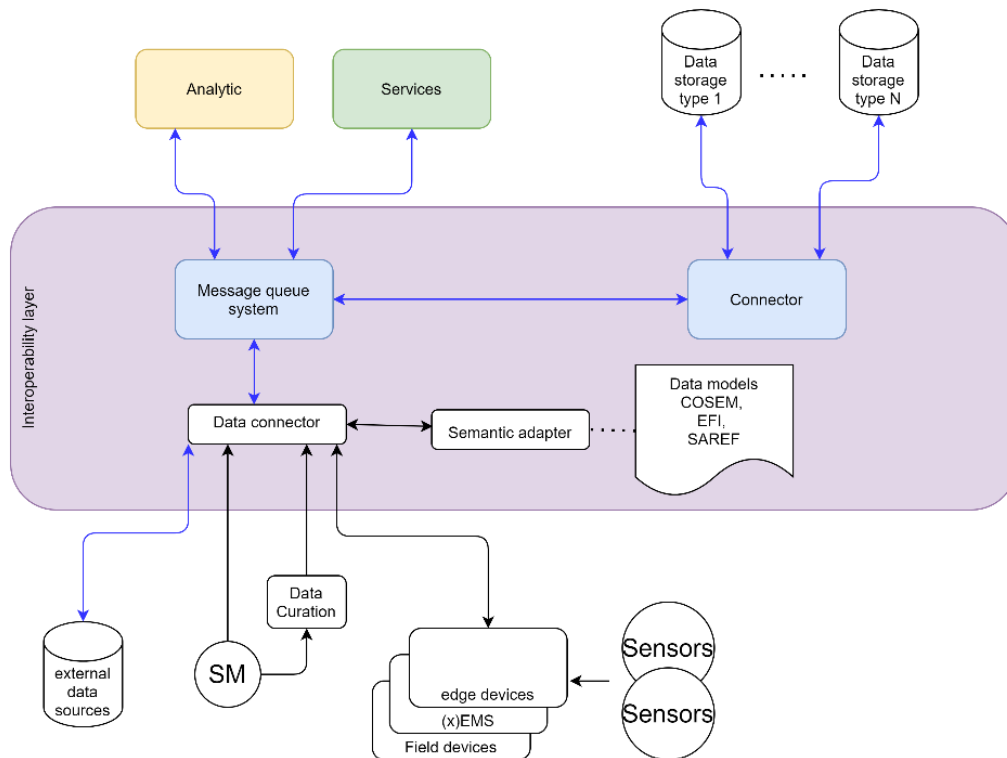 Analytic
Services
Data
storage
type 1
Data
storage
type N
Interoperability layer
Message queue
system
Connector
Data connector
Semantic adapter
Data models
COSEM,
EFI,
SAREF
external
data
sources
SM
Data
Curation
edge devices
(x)EMS
Field devices
Sensors
Sensors